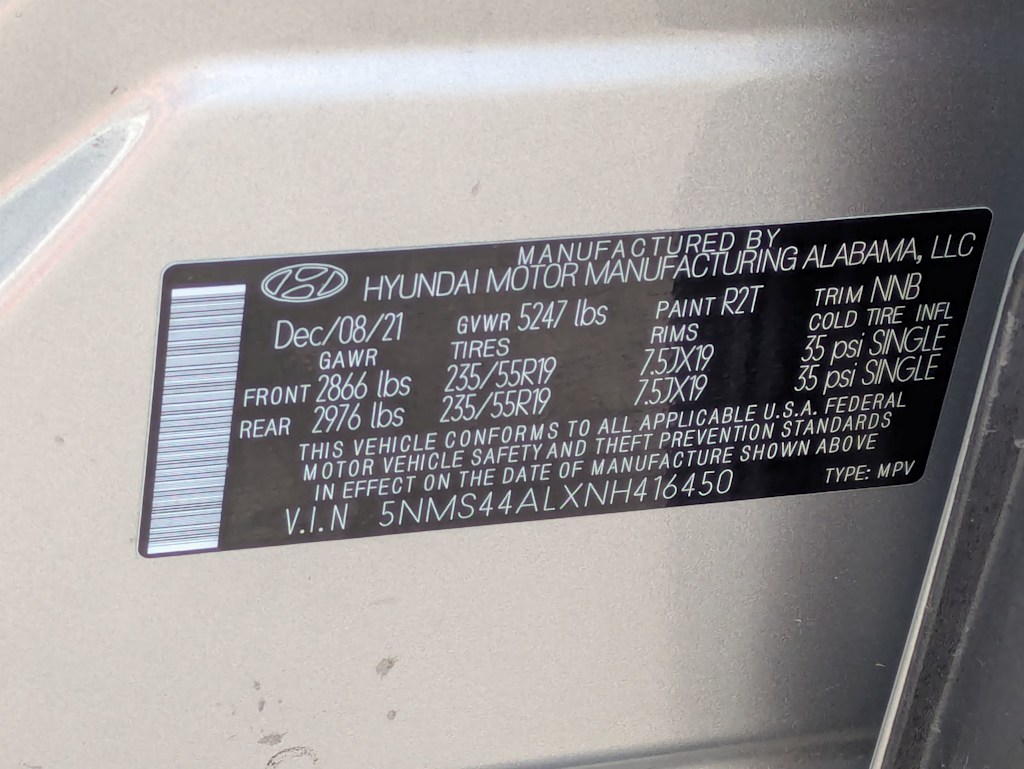 MANUFACTURED BY
HYUNDAI MOTOR MANUFACTURING ALABAMA, LLC
Dec/08/21 GVWR 5247 lbs PAINT R2T TRIM NNB
GAWR TIRES RIMS COLD TIRE INFL
FRONT 2866 lbs 235/55R19 7.5JX19 35 psi SINGLE
REAR 2976 lbs 235/55R19 7.5JX19 35 psi SINGLE
THIS VEHICLE CONFORMS TO ALL APPLICABLE U.S.A. FEDERAL
MOTOR VEHICLE SAFETY AND THEFT PREVENTION STANDARDS
IN EFFECT ON THE DATE OF MANUFACTURE SHOWN ABOVE
V.I.N 5NMS44ALXNH416450 TYPE: MPV